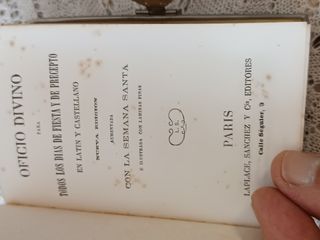 OFICIO DIVINO
PARA
TODOS LOS DIAS DE FIESTA Y DE PRECEPTO
EN LATIN Y CASTELLANO
NUEVA EDICION
AUMENTADA
CON LA SEMANA SANTA
E ILUSTRADA CON LAMINAS FINAS
PARIS
LAPLACE, SANCHEZ Y Cª, EDITORES
Calle Séguier, 3